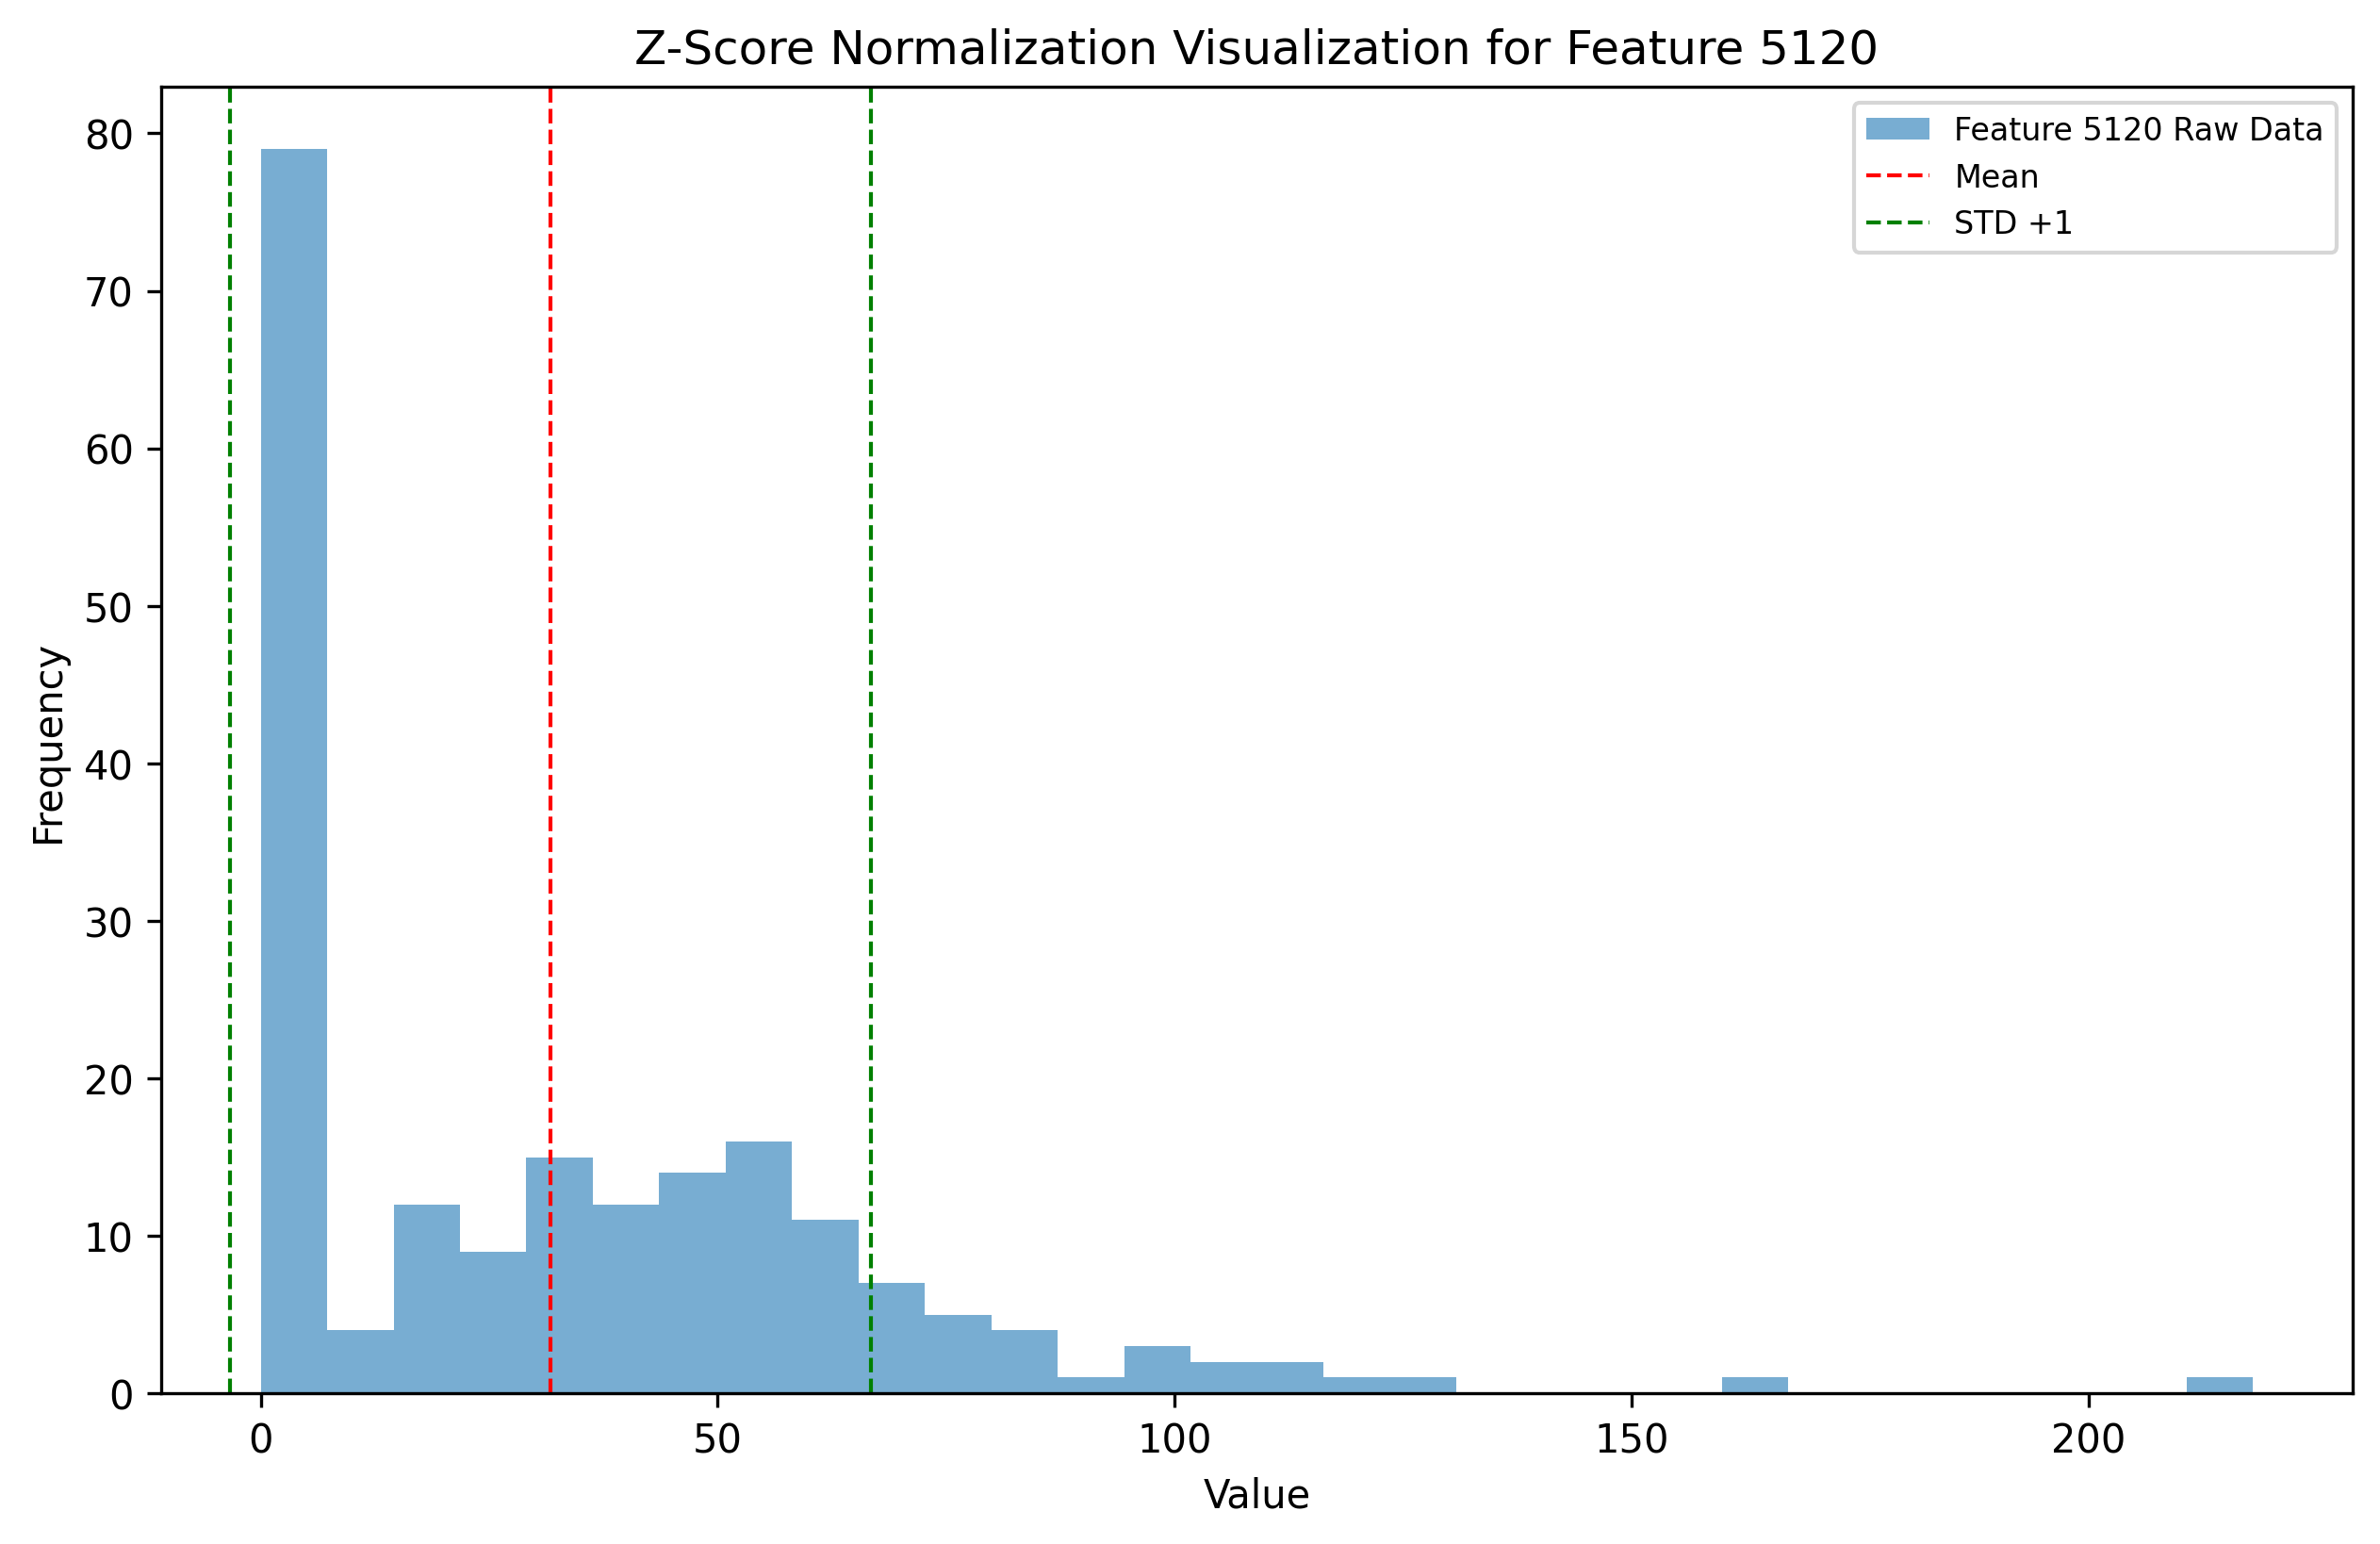 Z-Score Normalization Visualization for Feature 5120
Feature 5120 Raw Data
Mean
STD +1
80
70
60
50
40
30
20
10
0
Frequency
0 50 100 150 200
Value